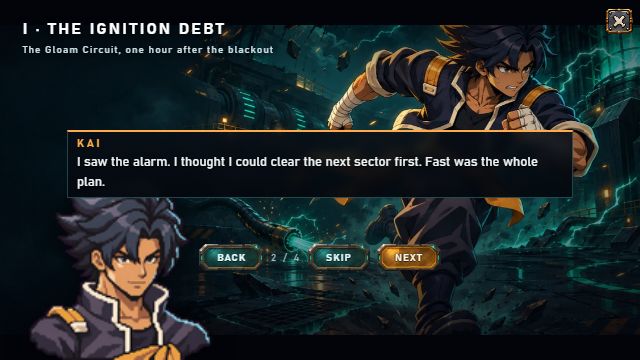 I · THE IGNITION DEBT
The Gloam Circuit, one hour after the blackout
KAI
I saw the alarm. I thought I could clear the next sector first. Fast was the whole
plan.
BACK
2 / 4
SKIP
NEXT